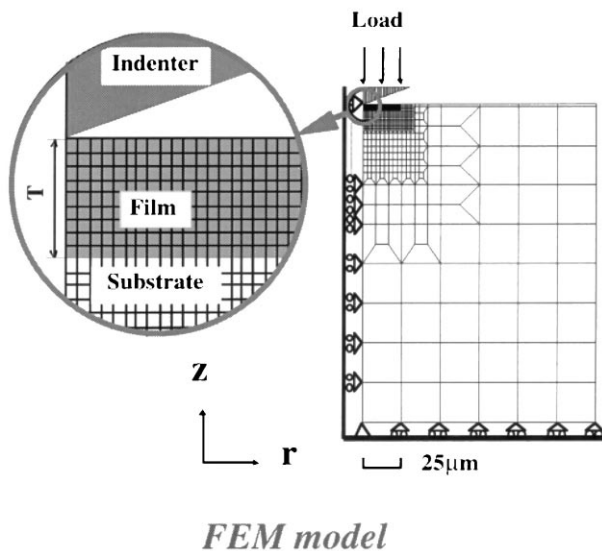 Load
Indenter
T
Film
Substrate
z
r
25μm
FEM model